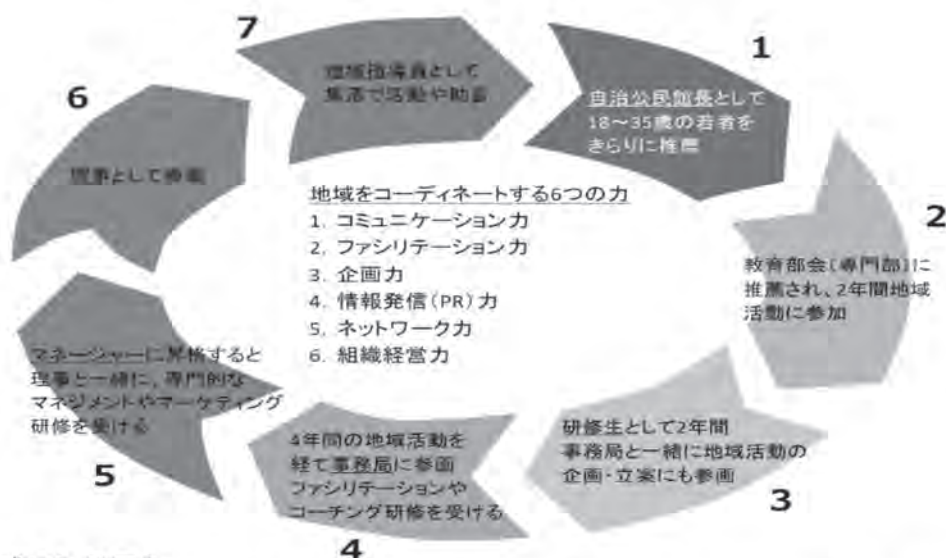 7
地域指導員として
集落で活動や助言
1
自治公民館長として
18～35歳の若者を
きらりに推薦
6
理事として
2
教育部会(専門部)に
推薦され、2年間地域
活動に参加
地域をコーディネートする6つの力
1. コミュニケーション力
2. ファシリテーション力
3. 企画力
4. 情報発信(PR)力
5. ネットワーク力
6. 組織経営力
マネージャーに昇格すると
理事と一緒に、専門的な
マネジメントやマーケティング
研修を受ける
5
4年間の地域活動を
経て事務局に参画
ファシリテーションや
コーチング研修を受ける
4
研修生として2年間
事務局と一緒に地域活動の
企画・立案にも参画
3